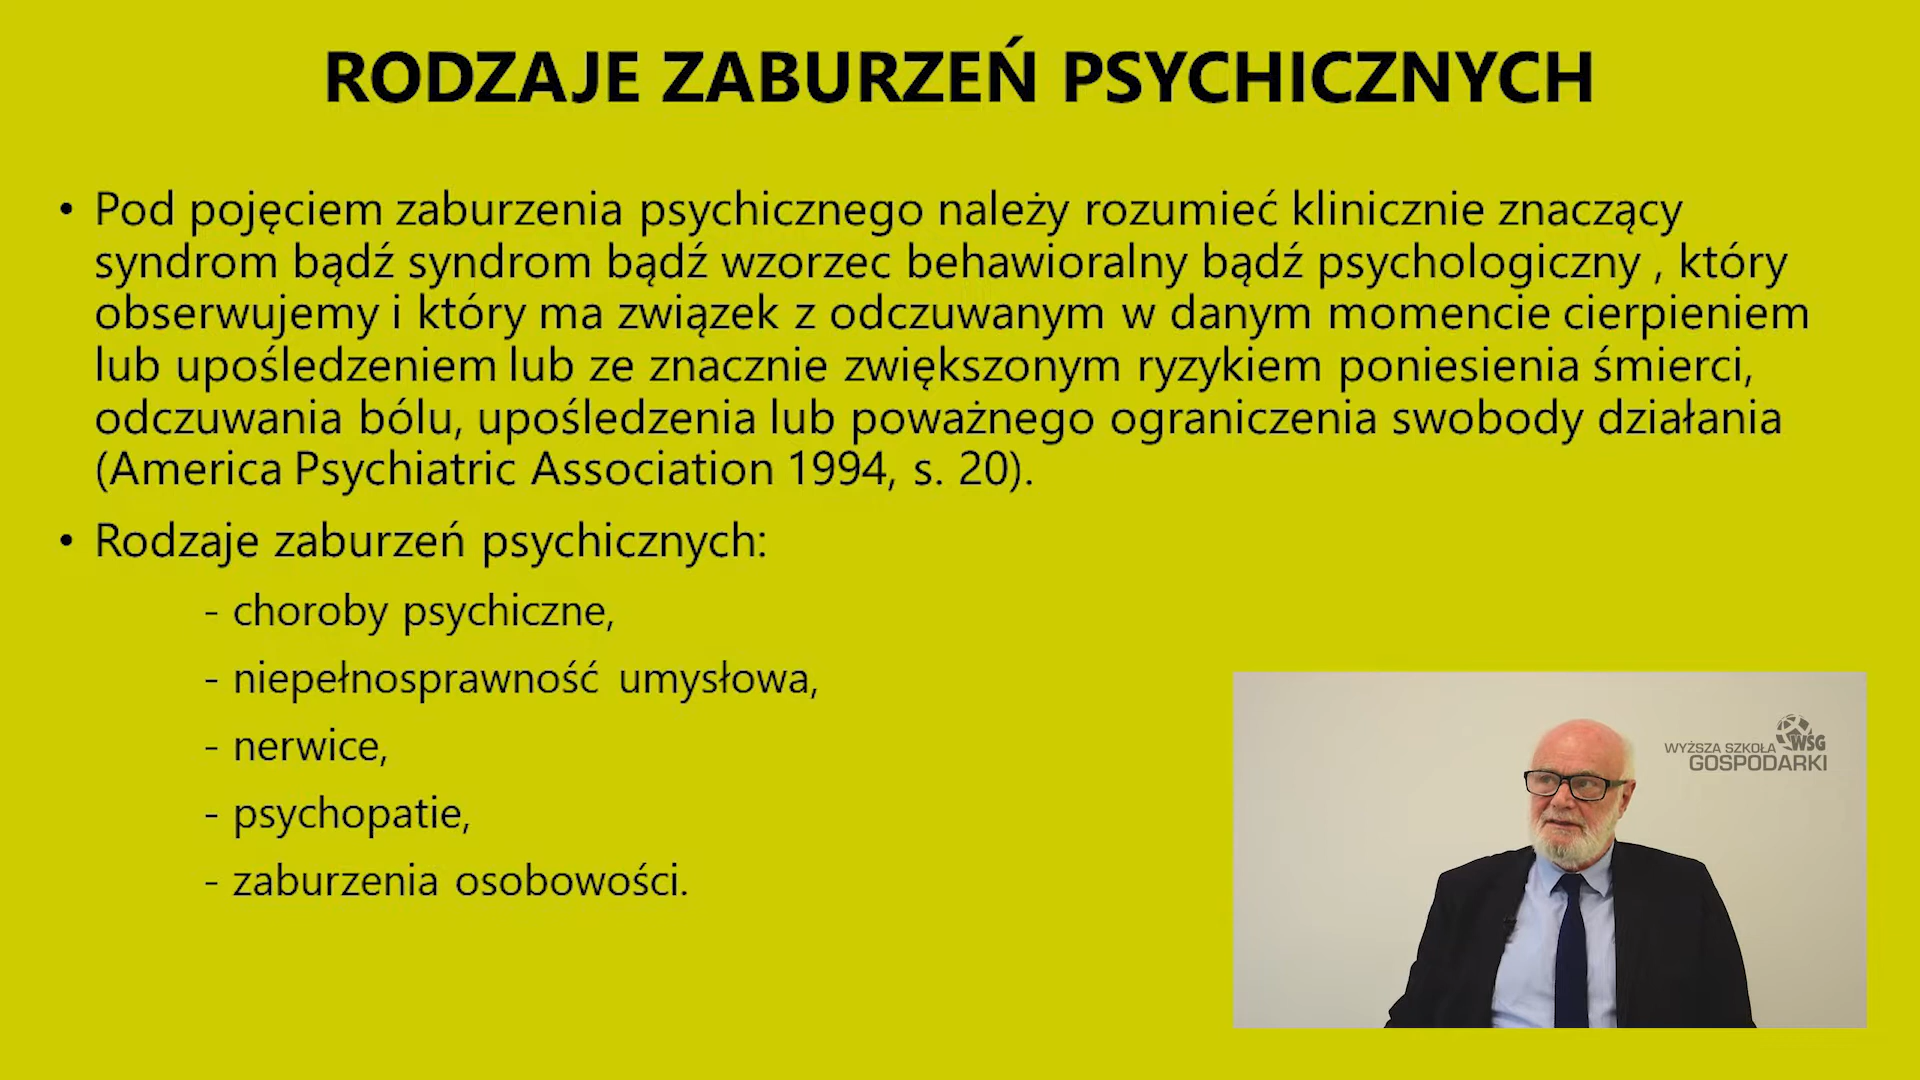 RODZAJE ZABURZEŃ PSYCHICZNYCH
• Pod pojęciem zaburzenia psychicznego należy rozumieć klinicznie znaczący
syndrom bądź syndrom bądź wzorzec behawioralny bądź psychologiczny , który
obserwujemy i który ma związek z odczuwanym w danym momencie cierpieniem
lub upośledzeniem lub ze znacznie zwiększonym ryzykiem poniesienia śmierci,
odczuwania bólu, upośledzenia lub poważnego ograniczenia swobody działania
(America Psychiatric Association 1994, s. 20).
• Rodzaje zaburzeń psychicznych:
- choroby psychiczne,
- niepełnosprawność umysłowa,
- nerwice,
- psychopatie,
- zaburzenia osobowości.
WYŻSZA SZKOŁA WSG
GOSPODARKI